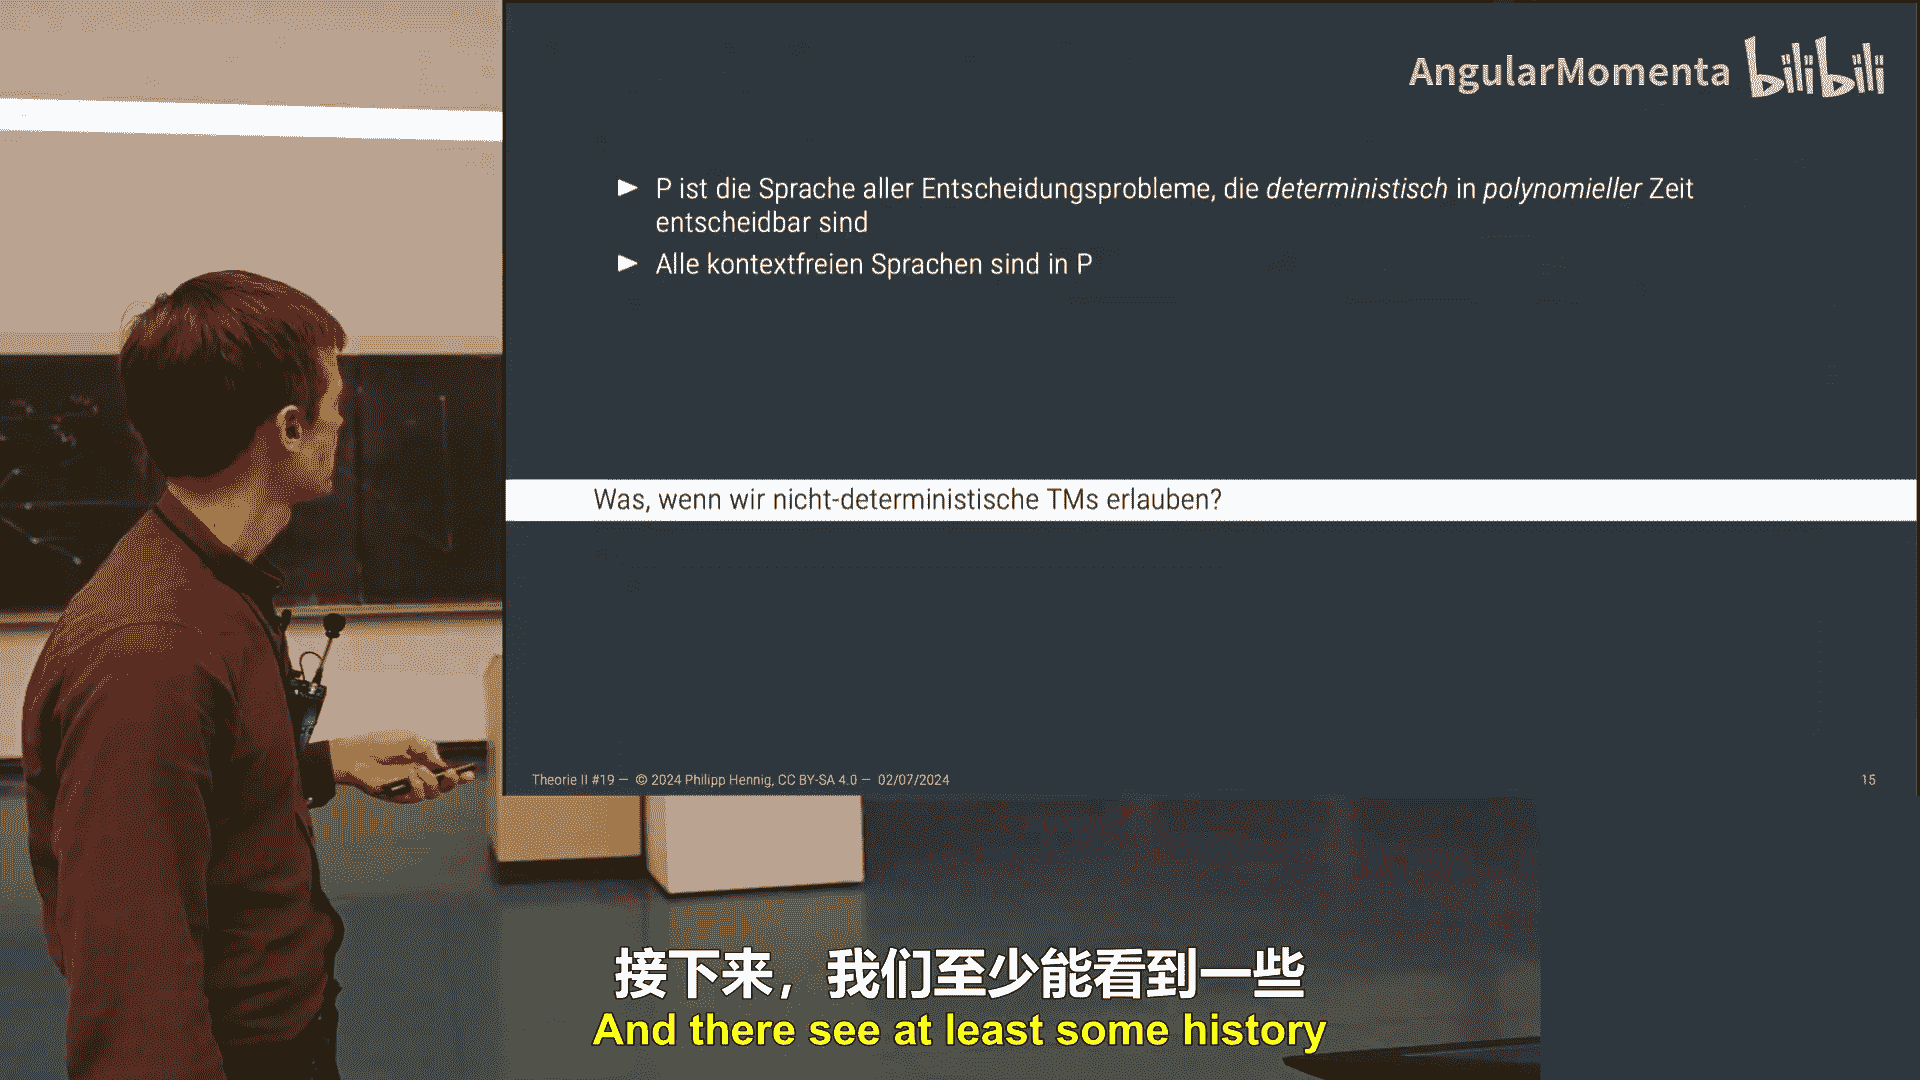 AngularMomenta bilibili
► P ist die Sprache aller Entscheidungsprobleme, die deterministisch in polynomieller Zeit
entscheidbar sind
► Alle kontextfreien Sprachen sind in P
Was, wenn wir nicht-deterministische TMs erlauben?
Theorie II #19 — © 2024 Philipp Hennig, CC BY-SA 4.0 — 02/07/2024
15
接下来，我们至少能看到一些
And there see at least some history